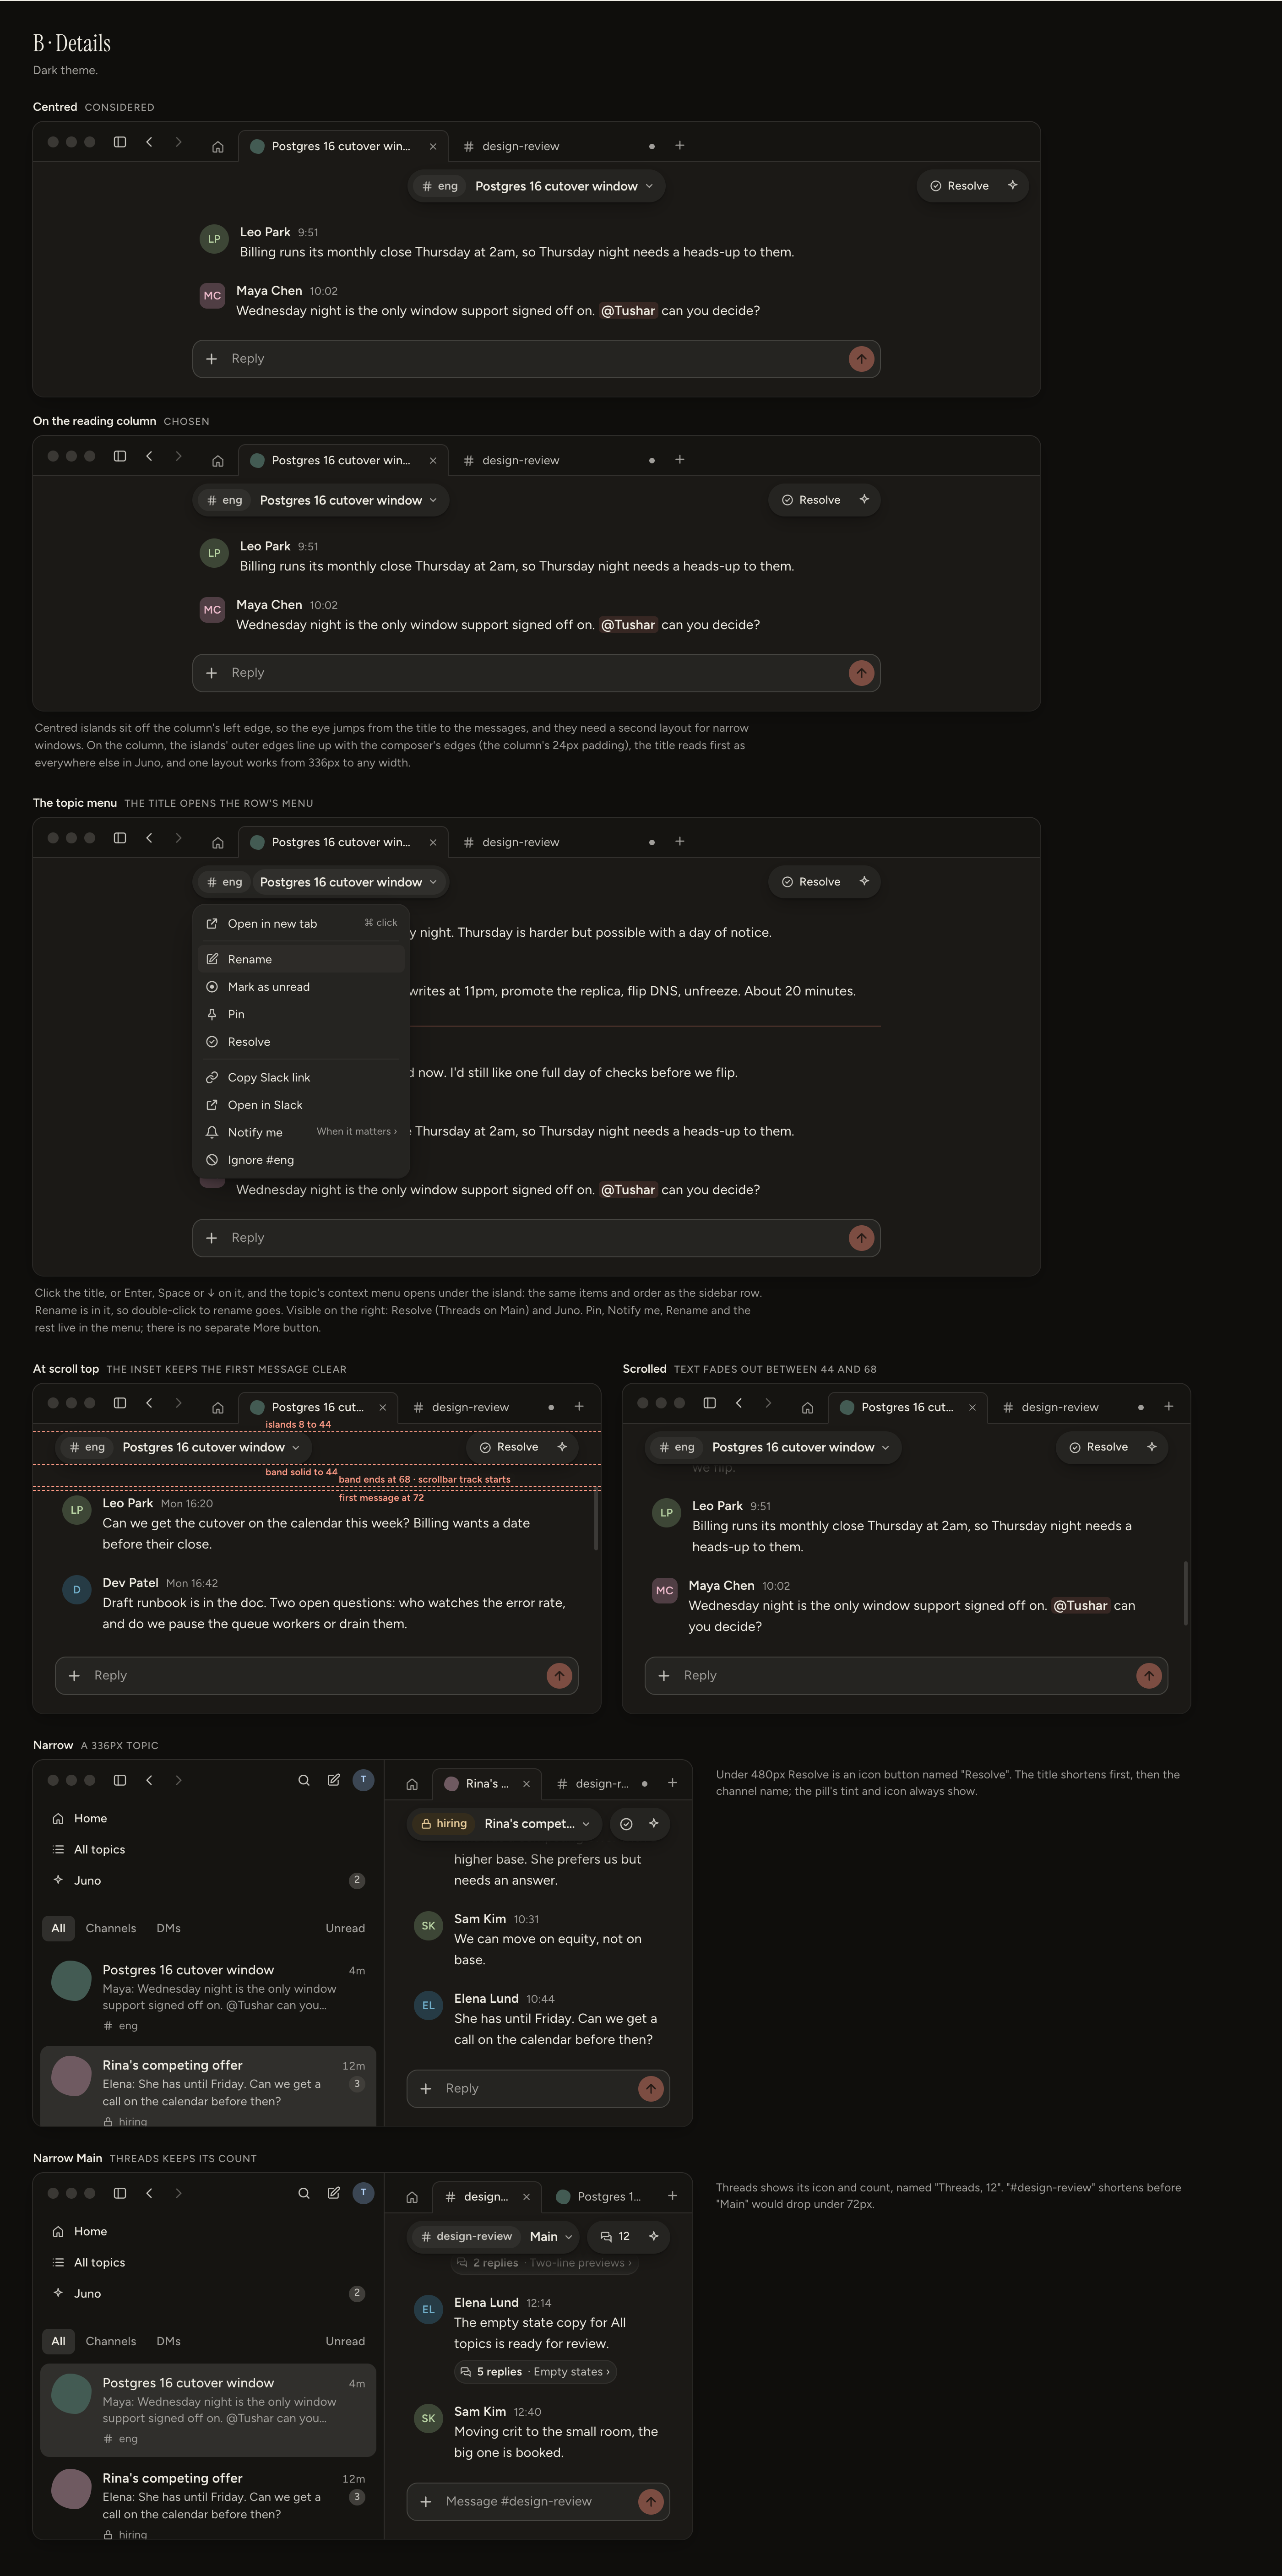 B · Details
Dark theme.
Centred CONSIDERED
Postgres 16 cutover win...
design-review
# eng Postgres 16 cutover window
Resolve
LP Leo Park 9:51
Billing runs its monthly close Thursday at 2am, so Thursday night needs a heads-up to them.
MC Maya Chen 10:02
Wednesday night is the only window support signed off on. @Tushar can you decide?
Reply
On the reading column CHOSEN
Postgres 16 cutover win...
# design-review
# eng Postgres 16 cutover window
Resolve
LP Leo Park 9:51
Billing runs its monthly close Thursday at 2am, so Thursday night needs a heads-up to them.
MC Maya Chen 10:02
Wednesday night is the only window support signed off on. @Tushar can you decide?
Reply
Centred islands sit off the column's left edge, so the eye jumps from the title to the messages, and they need a second layout for narrow
windows. On the column, the islands' outer edges line up with the composer's edges (the column's 24px padding), the title reads first as
everywhere else in Juno, and one layout works from 336px to any width.
The topic menu THE TITLE OPENS THE ROW'S MENU
Postgres 16 cutover win...
# design-review
# eng Postgres 16 cutover window
Resolve
Open in new tab ⌘ click
y night. Thursday is harder but possible with a day of notice.
Rename
Mark as unread
writes at 11pm, promote the replica, flip DNS, unfreeze. About 20 minutes.
Pin
Resolve
d now. I'd still like one full day of checks before we flip.
Copy Slack link
Open in Slack
Notify me When it matters ›
e Thursday at 2am, so Thursday night needs a heads-up to them.
Ignore #eng
Wednesday night is the only window support signed off on. @Tushar can you decide?
Reply
Click the title, or Enter, Space or ↓ on it, and the topic's context menu opens under the island: the same items and order as the sidebar row.
Rename is in it, so double-click to rename goes. Visible on the right: Resolve (Threads on Main) and Juno. Pin, Notify me, Rename and the
rest live in the menu; there is no separate More button.
At scroll top THE INSET KEEPS THE FIRST MESSAGE CLEAR
Postgres 16 cut...
# design-review
islands 8 to 44
# eng Postgres 16 cutover window
Resolve
band solid to 44
band ends at 68 · scrollbar track starts
first message at 72
LP Leo Park Mon 16:20
Can we get the cutover on the calendar this week? Billing wants a date
before their close.
D Dev Patel Mon 16:42
Draft runbook is in the doc. Two open questions: who watches the error rate,
and do we pause the queue workers or drain them.
Reply
Scrolled TEXT FADES OUT BETWEEN 44 AND 68
Postgres 16 cut...
# design-review
# eng Postgres 16 cutover window
Resolve
we flip.
LP Leo Park 9:51
Billing runs its monthly close Thursday at 2am, so Thursday night needs a
heads-up to them.
MC Maya Chen 10:02
Wednesday night is the only window support signed off on. @Tushar can
you decide?
Reply
Narrow A 336PX TOPIC
T
Home
All topics
Juno 2
All Channels DMs Unread
Postgres 16 cutover window 4m
Maya: Wednesday night is the only window
support signed off on. @Tushar can you...
# eng
Rina's competing offer 12m
Elena: She has until Friday. Can we get a 3
call on the calendar before then?
hiring
Rina's ...
# design-r...
hiring Rina's compet...
higher base. She prefers us but
needs an answer.
SK Sam Kim 10:31
We can move on equity, not on
base.
EL Elena Lund 10:44
She has until Friday. Can we get a
call on the calendar before then?
Reply
Under 480px Resolve is an icon button named "Resolve". The title shortens first, then the
channel name; the pill's tint and icon always show.
Narrow Main THREADS KEEPS ITS COUNT
T
Home
All topics
Juno 2
All Channels DMs Unread
Postgres 16 cutover window 4m
Maya: Wednesday night is the only window
support signed off on. @Tushar can you...
# eng
Rina's competing offer 12m
Elena: She has until Friday. Can we get a 3
call on the calendar before then?
hiring
# design...
Postgres 1...
# design-review Main
12
2 replies · Two-line previews ›
EL Elena Lund 12:14
The empty state copy for All
topics is ready for review.
5 replies · Empty states ›
SK Sam Kim 12:40
Moving crit to the small room, the
big one is booked.
Message #design-review
Threads shows its icon and count, named "Threads, 12". "#design-review" shortens before
"Main" would drop under 72px.